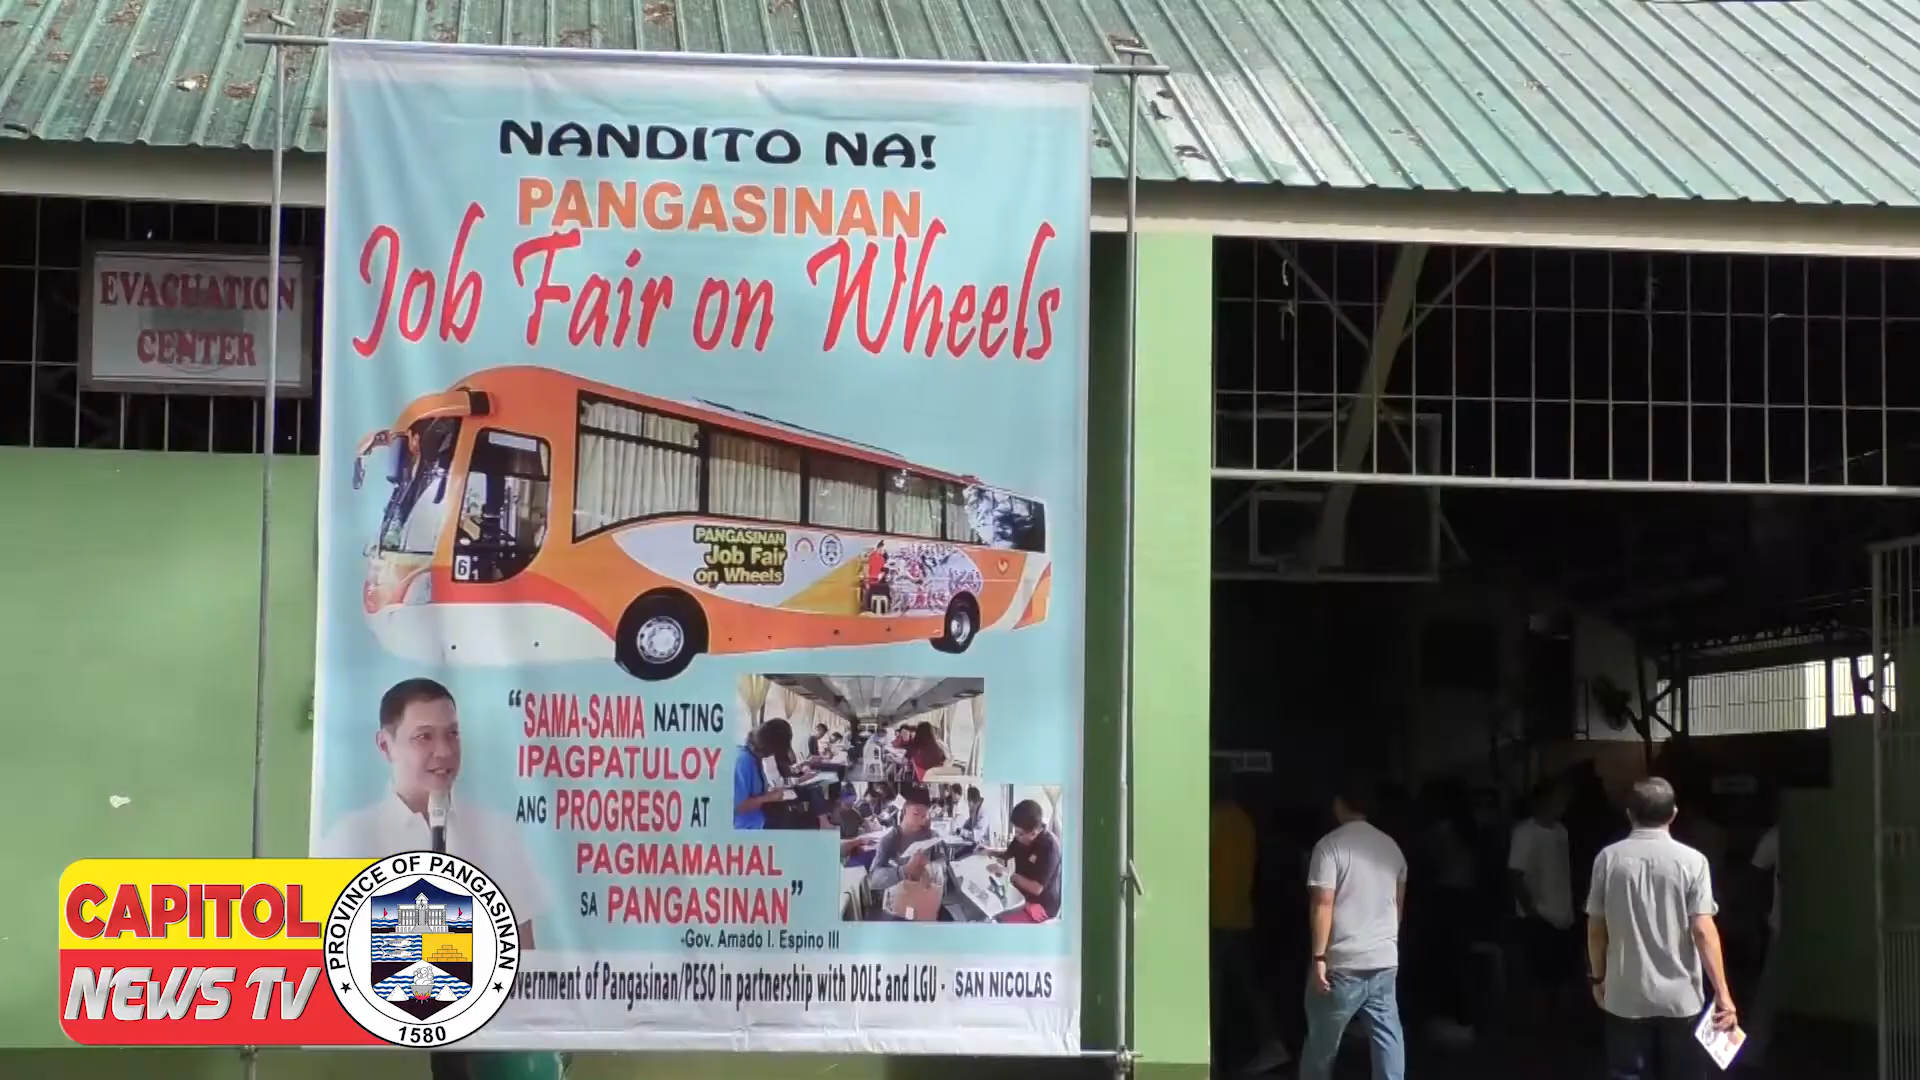 NANDITO NA!
PANGASINAN
Job Fair on Wheels
EVACUATION
CENTER
PANGASINAN
Job Fair
on Wheels
61
"SAMA-SAMA NATING
IPAGPATULOY
ANG PROGRESO AT
PAGMAMAHAL
SA PANGASINAN"
-Gov. Amado I. Espino III
of Pangasinan/PESO in partnership with DOLE and LGU - SAN NICOLAS
CAPITOL
NEWS TV
PROVINCE OF PANGASINAN
1580